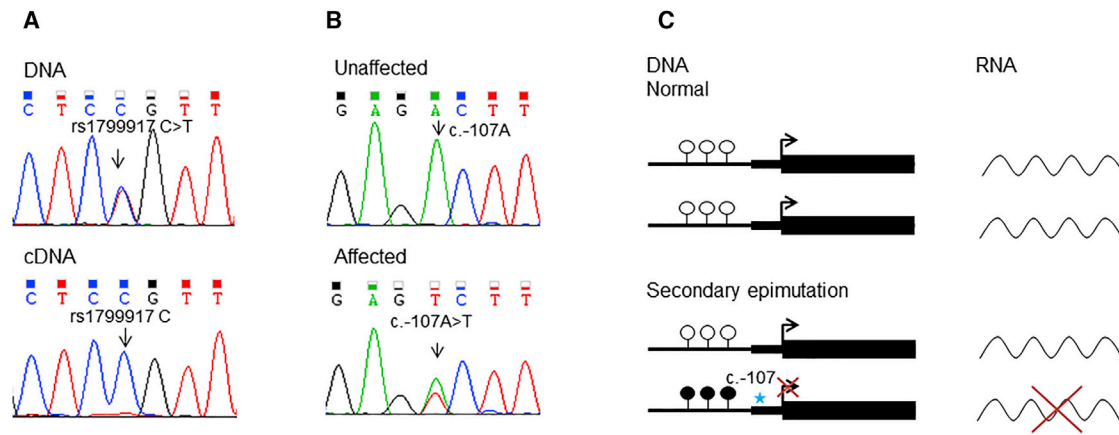 A
DNA
C T C C G T T
rs1799917 C>T
cDNA
C T C C G T T
rs1799917 C
B
Unaffected
G A G A C T T
c.-107A
Affected
G A G T C T T
c.-107A>T
C
DNA
RNA
Normal
Secondary epimutation
c.-107